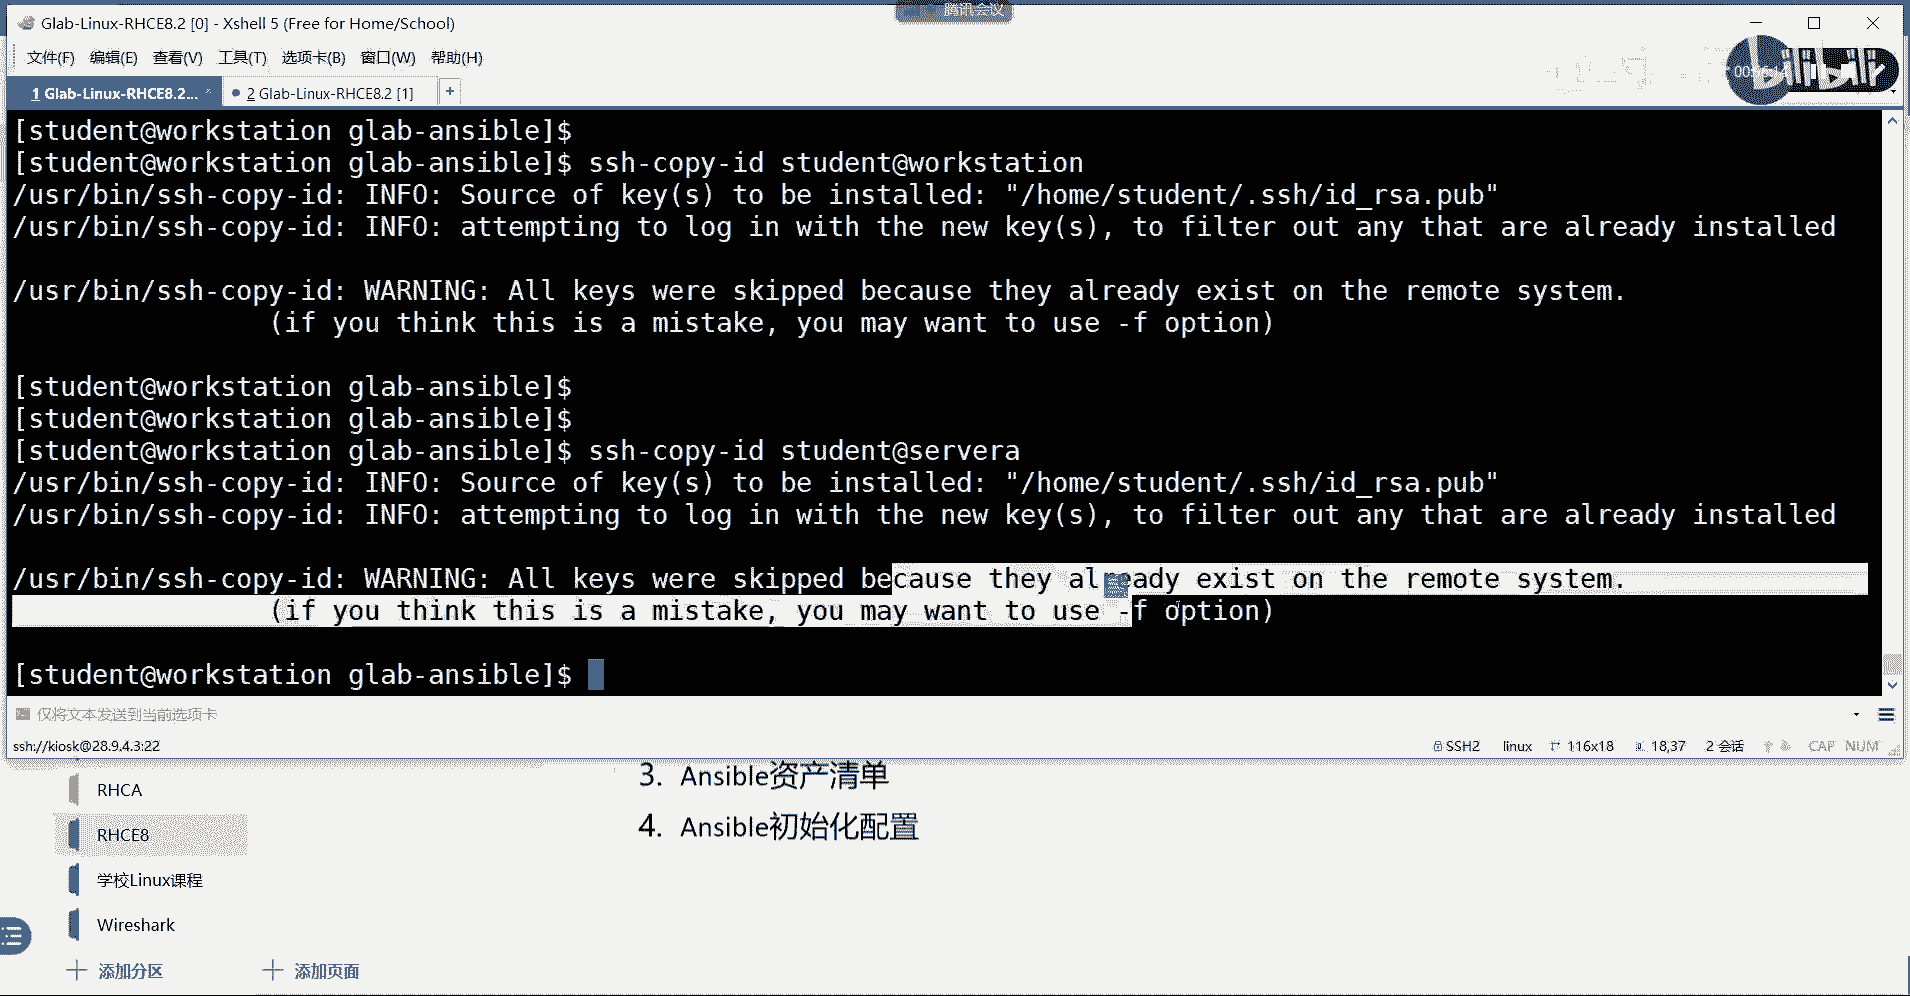 腾讯会议
Glab-Linux-RHCE8.2 [0] - Xshell 5 (Free for Home/School)
文件(F) 编辑(E) 查看(V) 工具(T) 选项卡(B) 窗口(W) 帮助(H)
bilibili
1 Glab-Linux-RHCE8.2...
2 Glab-Linux-RHCE8.2 [1]
+
[student@workstation glab-ansible]$
[student@workstation glab-ansible]$ ssh-copy-id student@workstation
/usr/bin/ssh-copy-id: INFO: Source of key(s) to be installed: "/home/student/.ssh/id_rsa.pub"
/usr/bin/ssh-copy-id: INFO: attempting to log in with the new key(s), to filter out any that are already installed
/usr/bin/ssh-copy-id: WARNING: All keys were skipped because they already exist on the remote system.
(if you think this is a mistake, you may want to use -f option)
[student@workstation glab-ansible]$
[student@workstation glab-ansible]$
[student@workstation glab-ansible]$ ssh-copy-id student@servera
/usr/bin/ssh-copy-id: INFO: Source of key(s) to be installed: "/home/student/.ssh/id_rsa.pub"
/usr/bin/ssh-copy-id: INFO: attempting to log in with the new key(s), to filter out any that are already installed
/usr/bin/ssh-copy-id: WARNING: All keys were skipped because they already exist on the remote system.
(if you think this is a mistake, you may want to use -f option)
[student@workstation glab-ansible]$
仅将文本发送到当前选项卡
ssh://kiosk@28.9.4.3:22 SSH2 linux 116x18 18,37 2 会话 CAP NUM
3. Ansible资产清单
RHCA
4. Ansible初始化配置
RHCE8
学校Linux课程
Wireshark
添加分区 添加页面